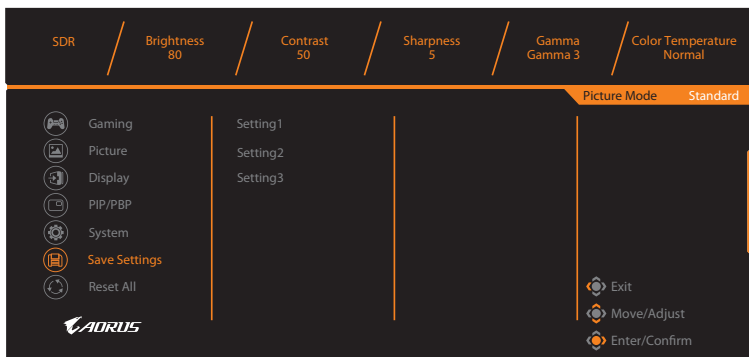 SDR
Brightness
80
Contrast
50
Sharpness
5
Gamma
Gamma 3
Color Temperature
Normal
Picture Mode Standard
Gaming
Picture
Display
PIP/PBP
System
Save Settings
Reset All
Setting1
Setting2
Setting3
Exit
Move/Adjust
Enter/Confirm
AORUS